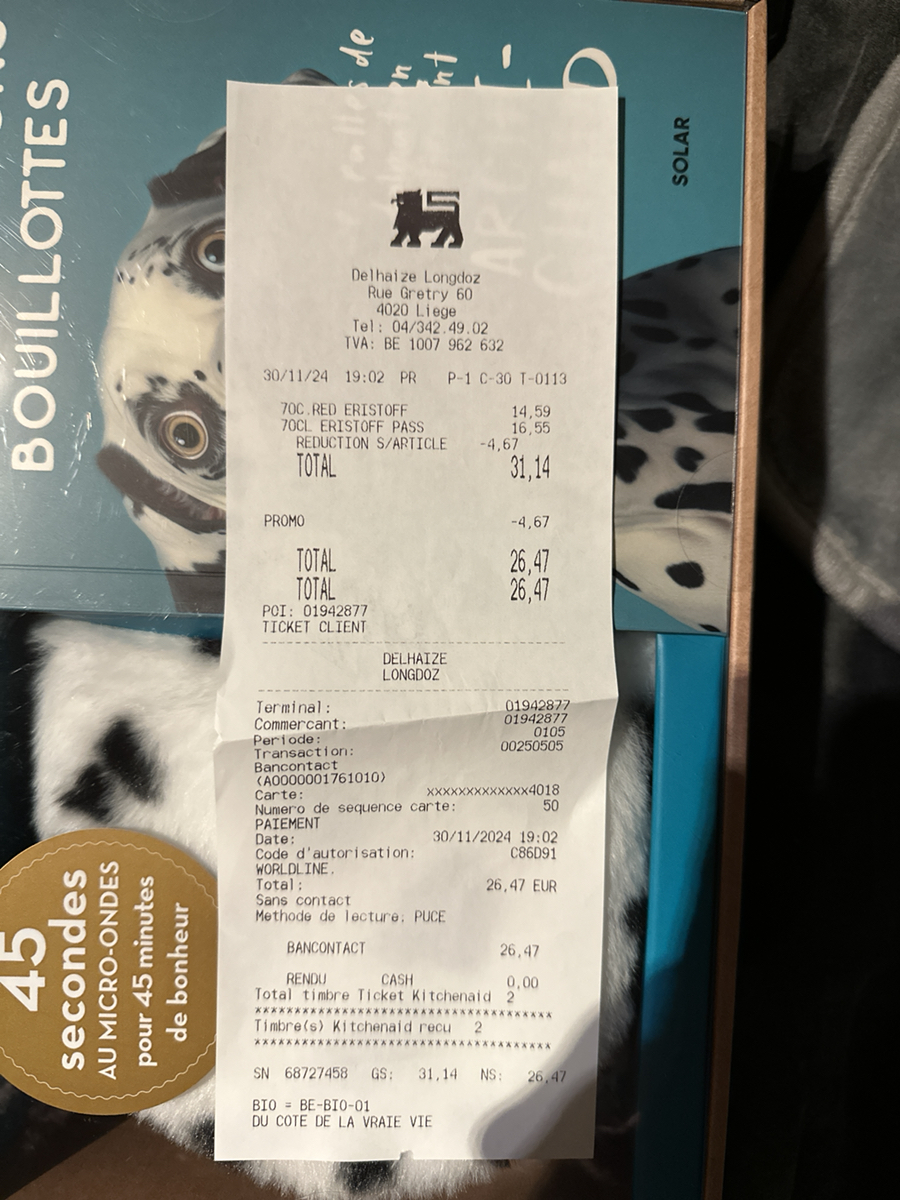 BOUILLOTTES
de
SOLAR
Delhaize Longdoz
Rue Gretry 60
4020 Liege
Tel: 04/342.49.02
TVA: BE 1007 962 632
30/11/24 19:02 PR P-1 C-30 T-0113
70C.RED ERISTOFF 14,59
70CL ERISTOFF PASS 16,55
REDUCTION S/ARTICLE -4,67
TOTAL 31,14
PROMO -4,67
TOTAL 26,47
TOTAL 26,47
POI: 01942877
TICKET CLIENT
DELHAIZE
LONGDOZ
Terminal: 01942877
Commercant: 01942877
Periode: 0105
Transaction: 00250505
Bancontact
(A0000001761010)
Carte: xxxxxxxxxxxxx4018
Numero de sequence carte: 50
PAIEMENT
Date: 30/11/2024 19:02
Code d'autorisation: C86D91
WORLDLINE.
Total: 26,47 EUR
Sans contact
Methode de lecture: PUCE
BANCONTACT 26,47
RENDU CASH 0,00
Total timbre Ticket Kitchenaid 2
************************************
Timbre(s) Kitchenaid recu 2
************************************
SN 68727458 GS: 31,14 NS: 26,47
BIO = BE-BIO-01
DU COTE DE LA VRAIE VIE
45
secondes
AU MICRO-ONDES
pour 45 minutes
de bonheur